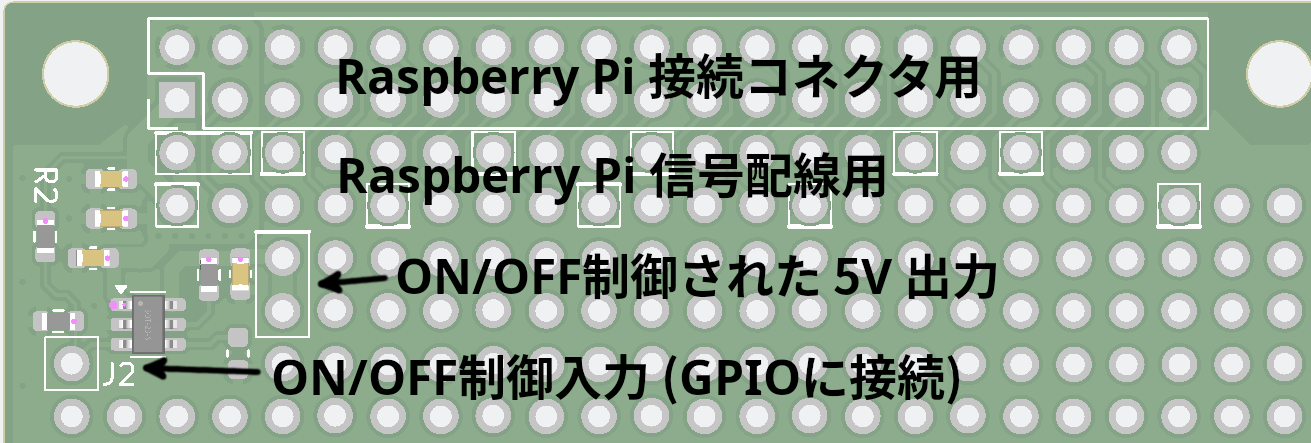 Raspberry Pi 接続コネクタ用
Raspberry Pi 信号配線用
R2
ON/OFF制御された 5V 出力
ON/OFF制御入力 (GPIOに接続)
J2